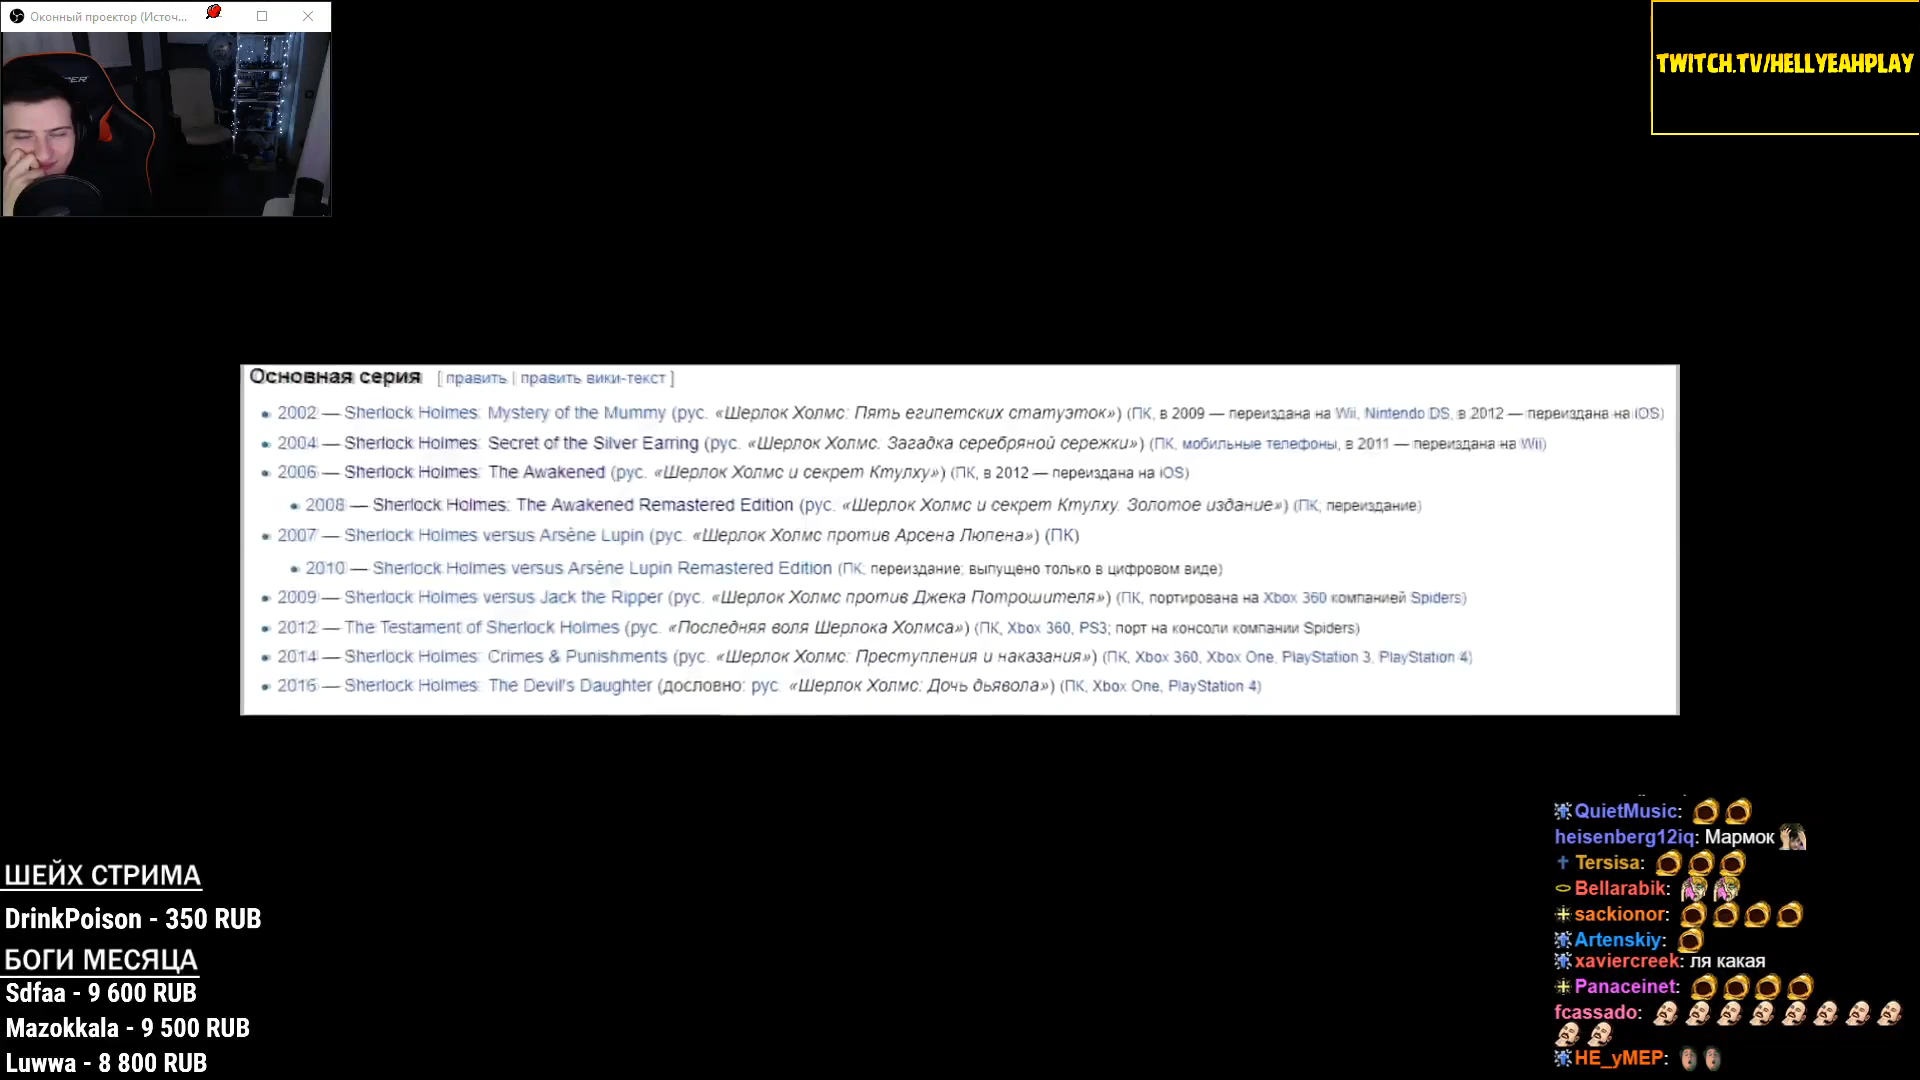 Оконный проектор (Источ...
TWITCH.TV/HELLYEAHPLAY
Основная серия [ править | править вики-текст ]
2002 — Sherlock Holmes: Mystery of the Mummy (рус. «Шерлок Холмс: Пять египетских статуэток») (ПК, в 2009 — переиздана на Wii, Nintendo DS, в 2012 — переиздана на iOS)
2004 — Sherlock Holmes: Secret of the Silver Earring (рус. «Шерлок Холмс. Загадка серебряной сережки») (ПК, мобильные телефоны, в 2011 — переиздана на Wii)
2006 — Sherlock Holmes: The Awakened (рус. «Шерлок Холмс и секрет Ктулху») (ПК, в 2012 — переиздана на iOS)
2008 — Sherlock Holmes: The Awakened Remastered Edition (рус. «Шерлок Холмс и секрет Ктулху. Золотое издание») (ПК; переиздание)
2007 — Sherlock Holmes versus Arsène Lupin (рус. «Шерлок Холмс против Арсена Люпена») (ПК)
2010 — Sherlock Holmes versus Arsène Lupin Remastered Edition (ПК; переиздание; выпущено только в цифровом виде)
2009 — Sherlock Holmes versus Jack the Ripper (рус. «Шерлок Холмс против Джека Потрошителя») (ПК, портирована на Xbox 360 компанией Spiders)
2012 — The Testament of Sherlock Holmes (рус. «Последняя воля Шерлока Холмса») (ПК, Xbox 360, PS3; порт на консоли компании Spiders)
2014 — Sherlock Holmes: Crimes & Punishments (рус. «Шерлок Холмс: Преступления и наказания») (ПК, Xbox 360, Xbox One, PlayStation 3, PlayStation 4)
2016 — Sherlock Holmes: The Devil's Daughter (дословно: рус. «Шерлок Холмс: Дочь дьявола») (ПК, Xbox One, PlayStation 4)
ШЕЙХ СТРИМА
DrinkPoison - 350 RUB
БОГИ МЕСЯЦА
Sdfaa - 9 600 RUB
Mazokkala - 9 500 RUB
Luwwa - 8 800 RUB
QuietMusic:
heisenberg12iq: Мармок
Tersisa:
Bellarabik:
sackionor:
Artenskiy:
xaviercreek: ля какая
Panaceinet:
fcassado:
HE_yMEP: